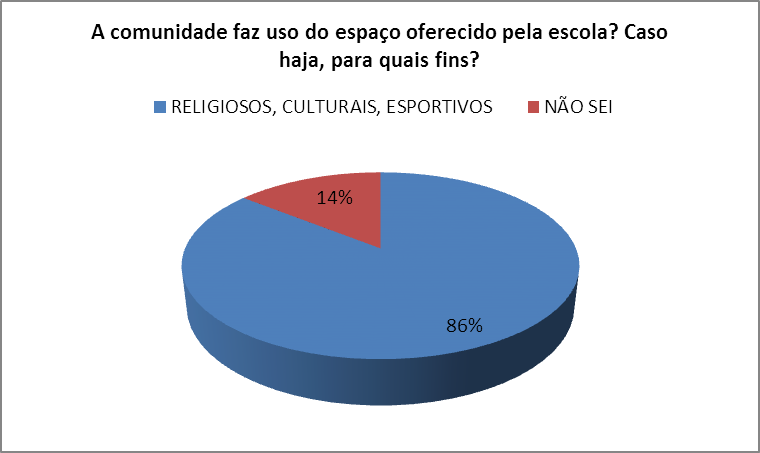 A comunidade faz uso do espaço oferecido pela escola? Caso
haja, para quais fins?
RELIGIOSOS, CULTURAIS, ESPORTIVOS NÃO SEI
14%
86%